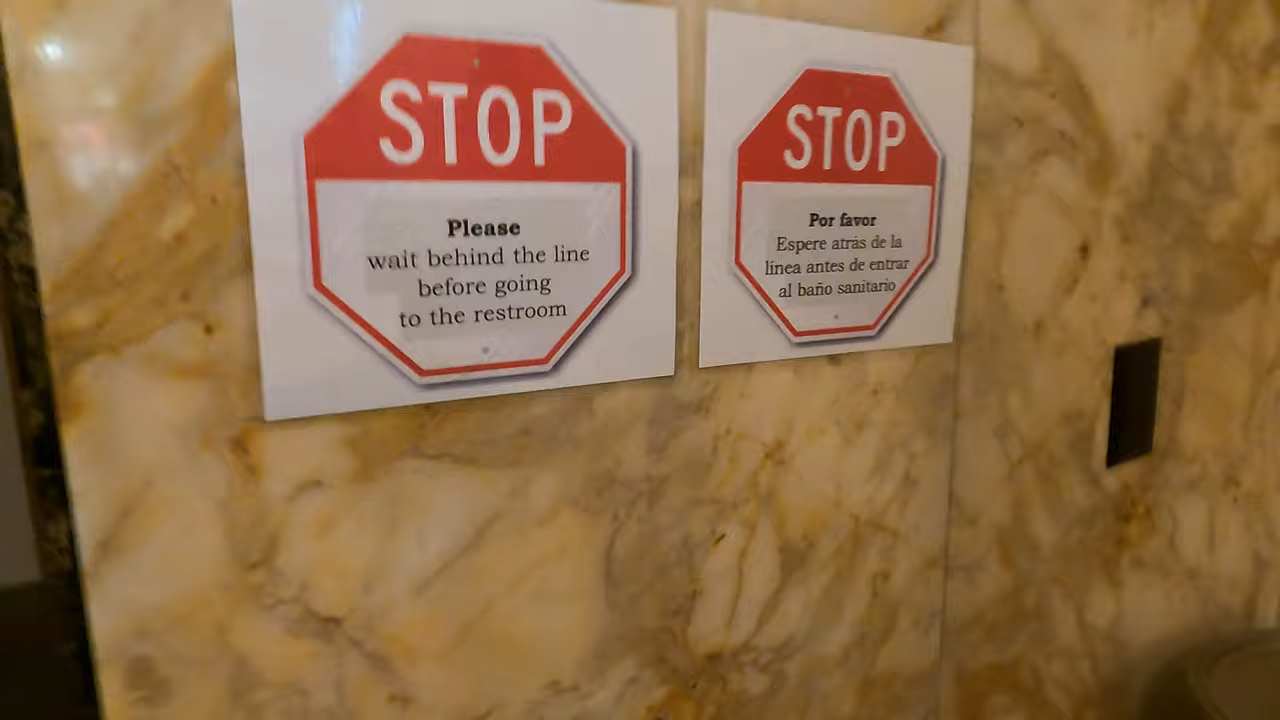 STOP
Please
wait behind the line
before going
to the restroom
STOP
Por favor
Espere atrás de la
línea antes de entrar
al baño sanitario